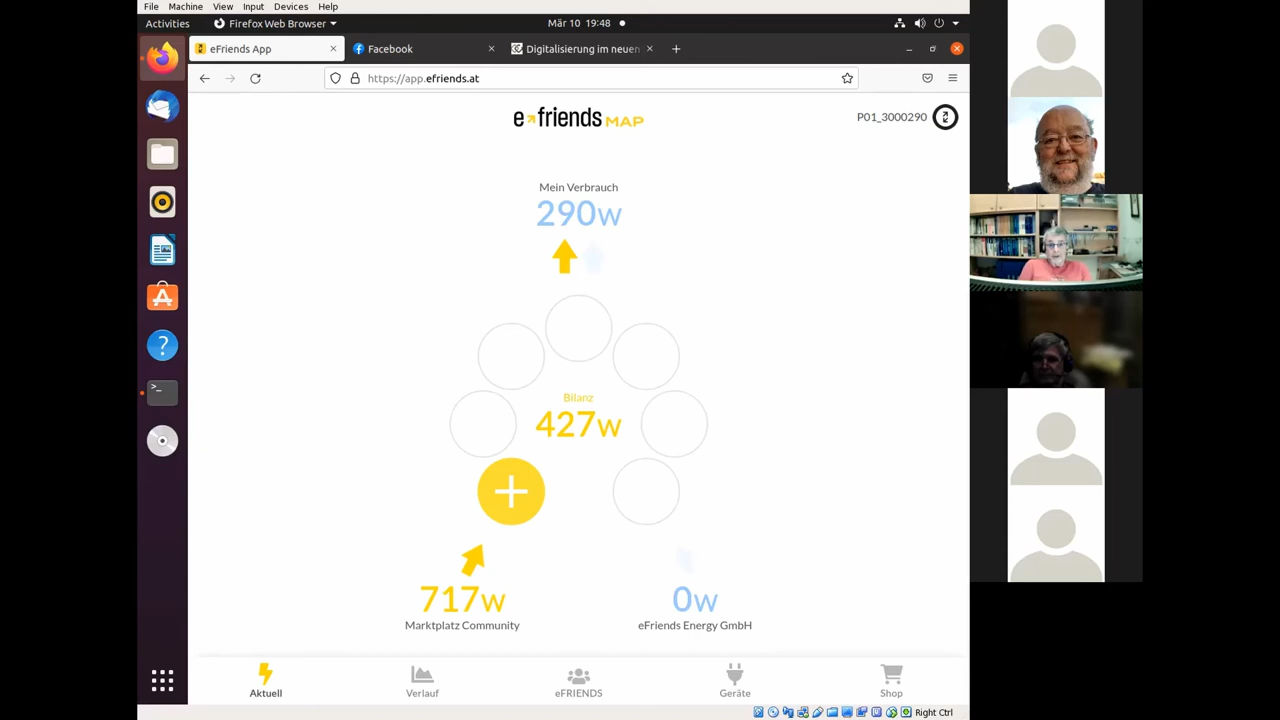 File Machine View Input Devices Help
Activities Firefox Web Browser Mär 10 19:48
eFriends App Facebook Digitalisierung im neuen
https://app.efriends.at
e friends MAP P01_3000290
Mein Verbrauch
290W
Bilanz
427W
717W 0W
Marktplatz Community eFriends Energy GmbH
Aktuell Verlauf eFRIENDS Geräte Shop
Right Ctrl